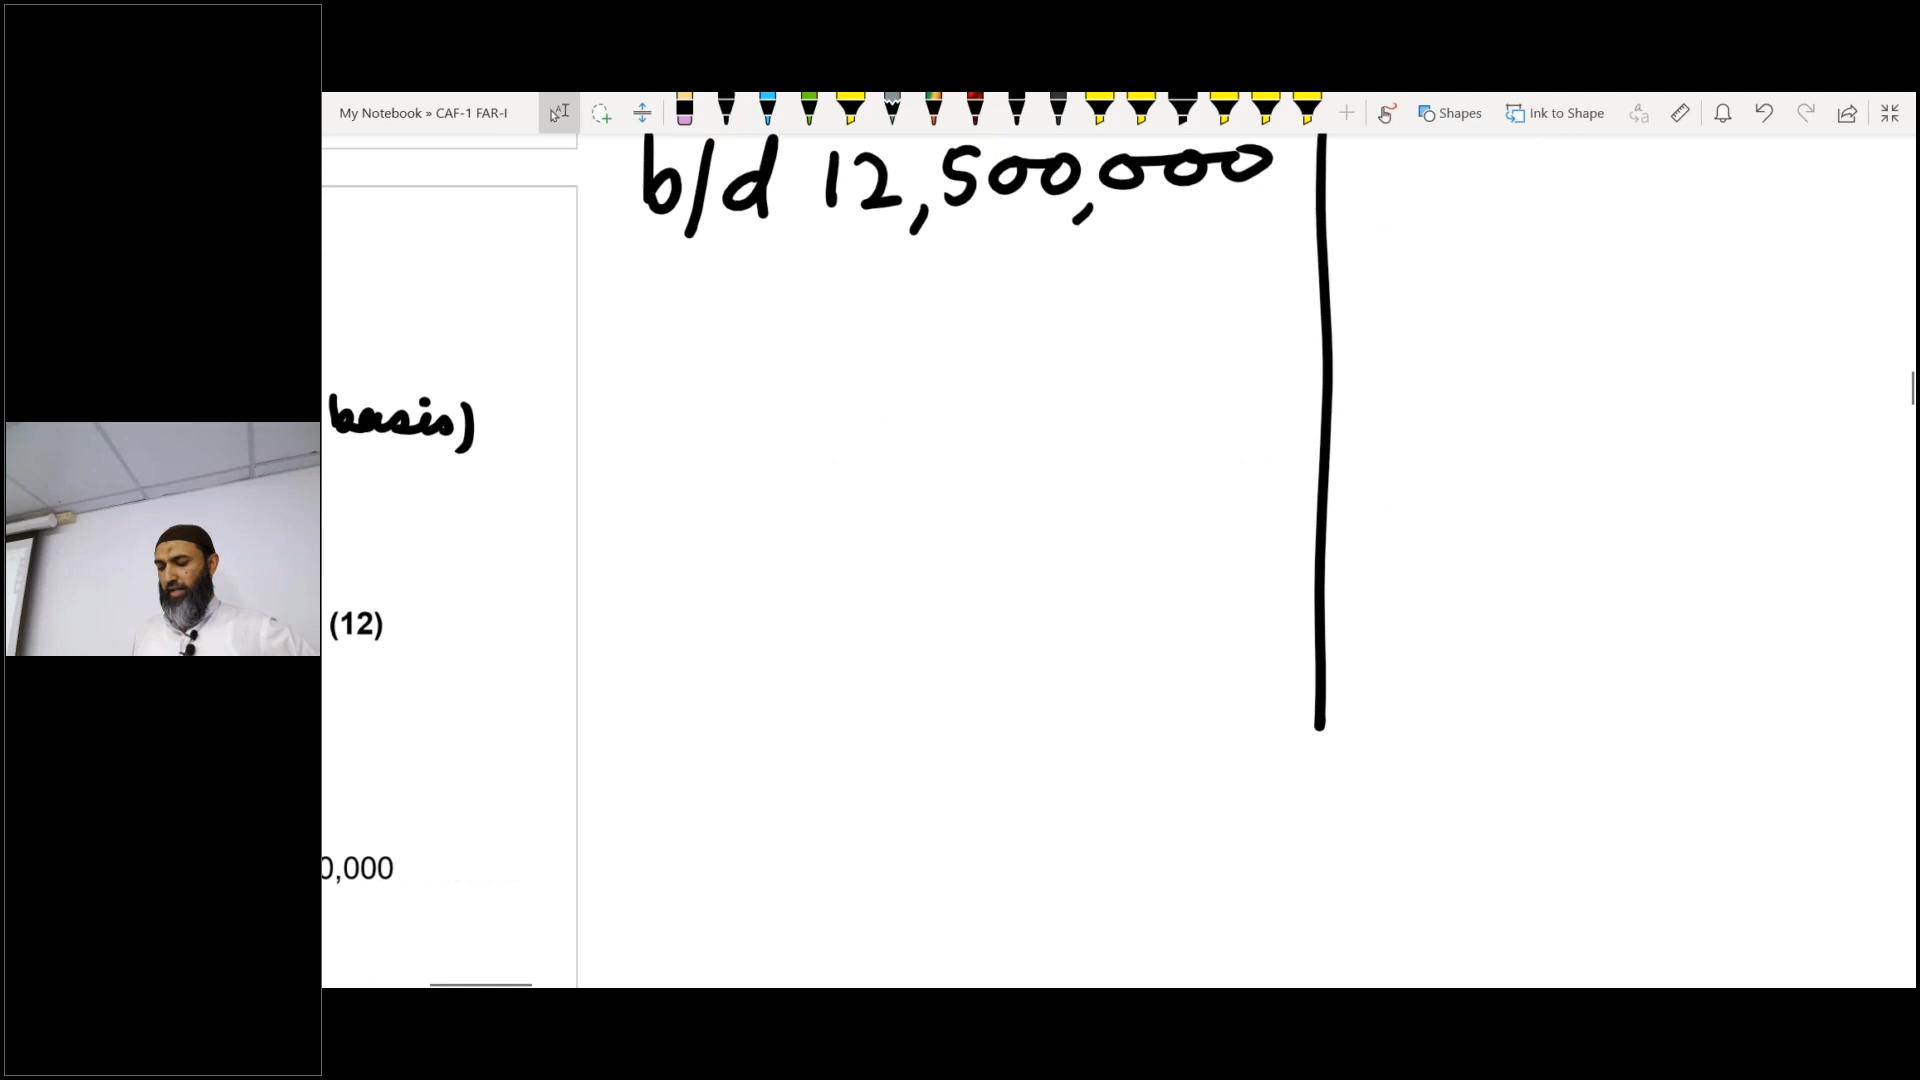 My Notebook » CAF-1 FAR-I
Shapes
Ink to Shape
b/d 12,500,000
basis)
(12)
0,000